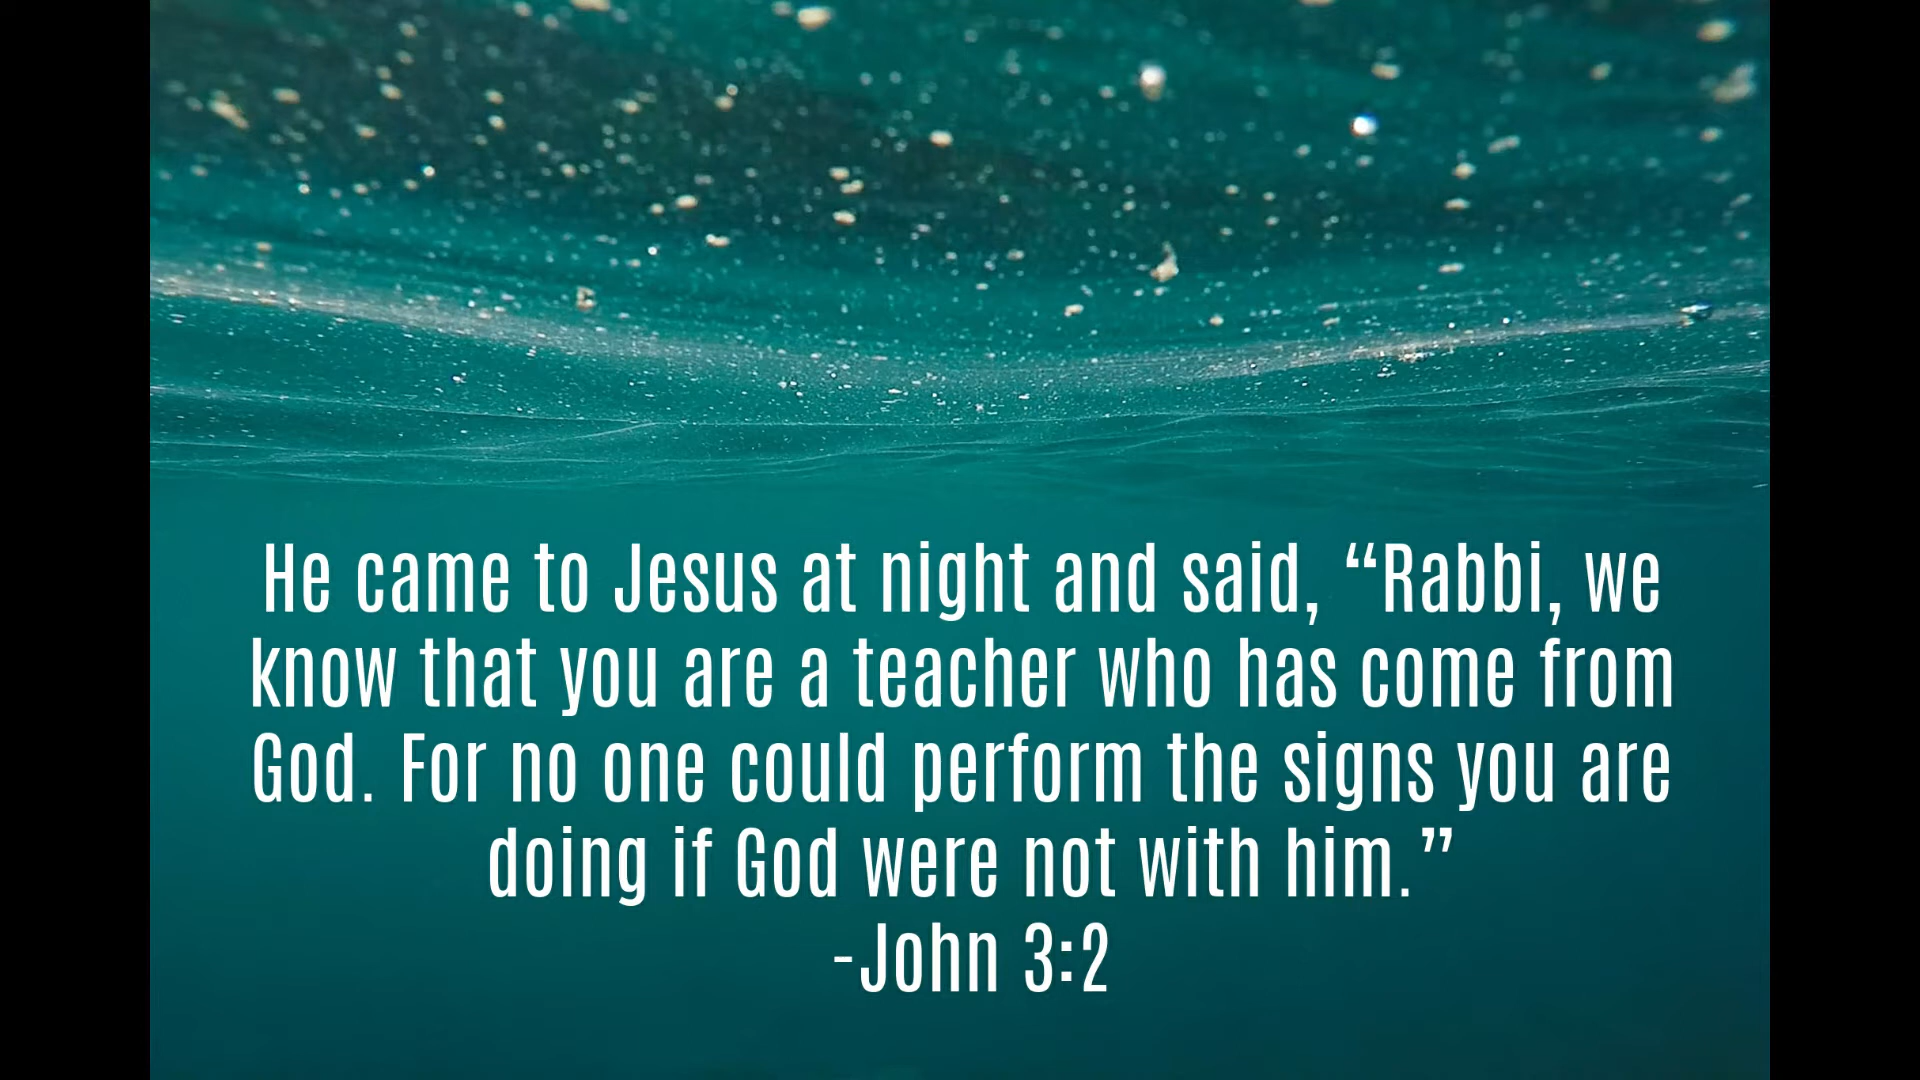 He came to Jesus at night and said, “Rabbi, we
know that you are a teacher who has come from
God. For no one could perform the signs you are
doing if God were not with him.”
-John 3:2